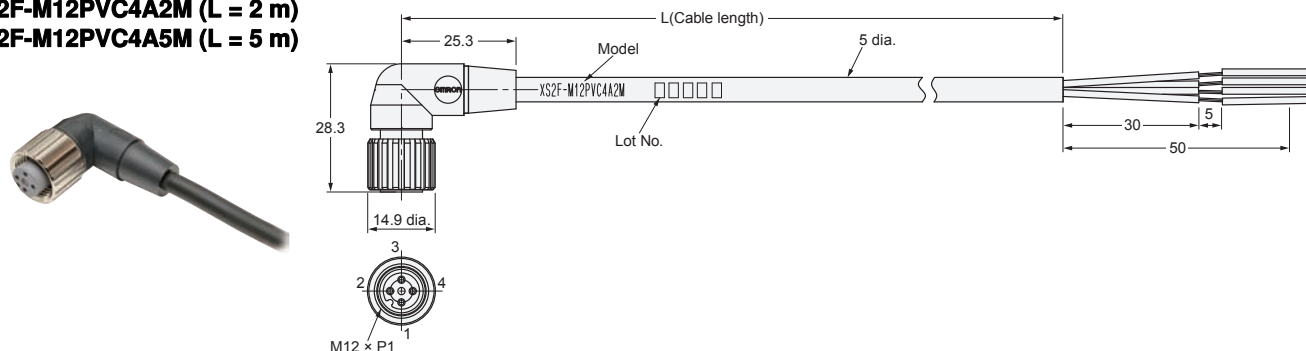 2F-M12PVC4A2M (L = 2 m)
2F-M12PVC4A5M (L = 5 m)
L(Cable length)
25.3
Model
5 dia.
omron
XS2F-M12PVC4A2M
28.3
Lot No.
30
5
50
14.9 dia.
3
2
4
1
M12 × P1